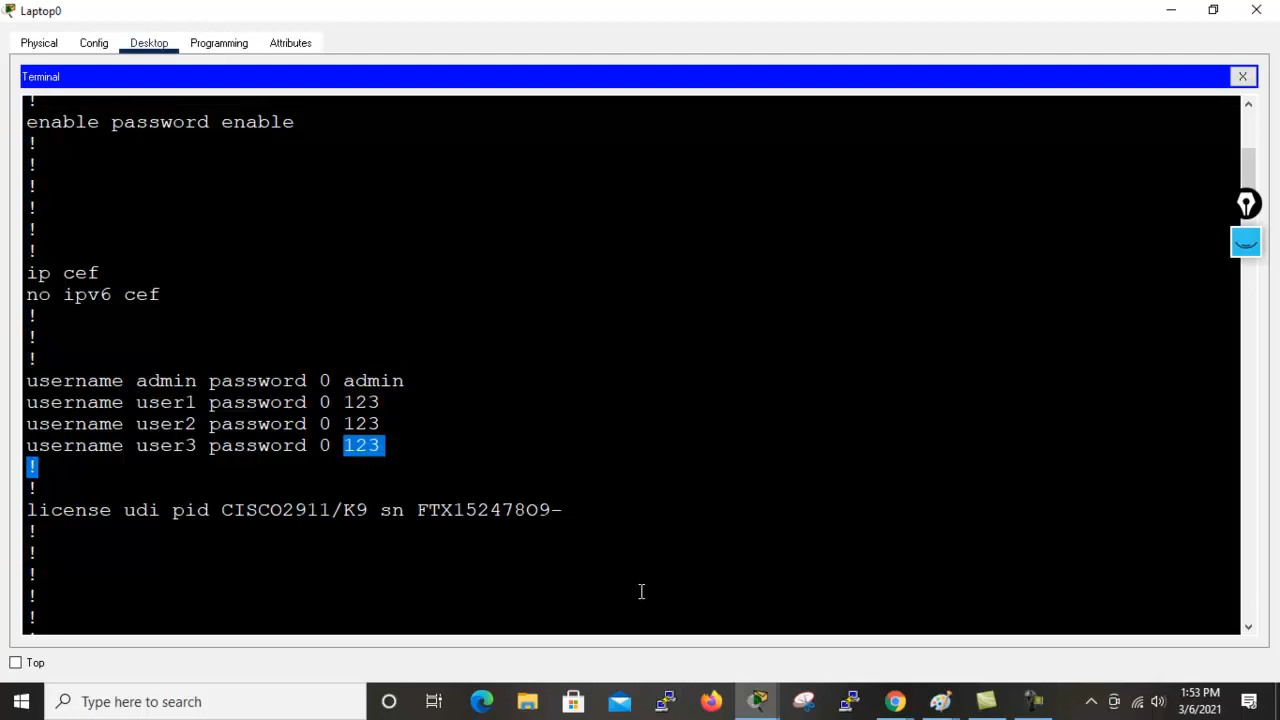 Laptop0
Physical Config Desktop Programming Attributes
Terminal X
!
enable password enable
!
!
!
!
!
!
ip cef
no ipv6 cef
!
!
!
username admin password 0 admin
username user1 password 0 123
username user2 password 0 123
username user3 password 0 123
!
!
license udi pid CISCO2911/K9 sn FTX152478O9-
!
!
!
!
!
!
Top
Type here to search
1:53 PM
3/6/2021